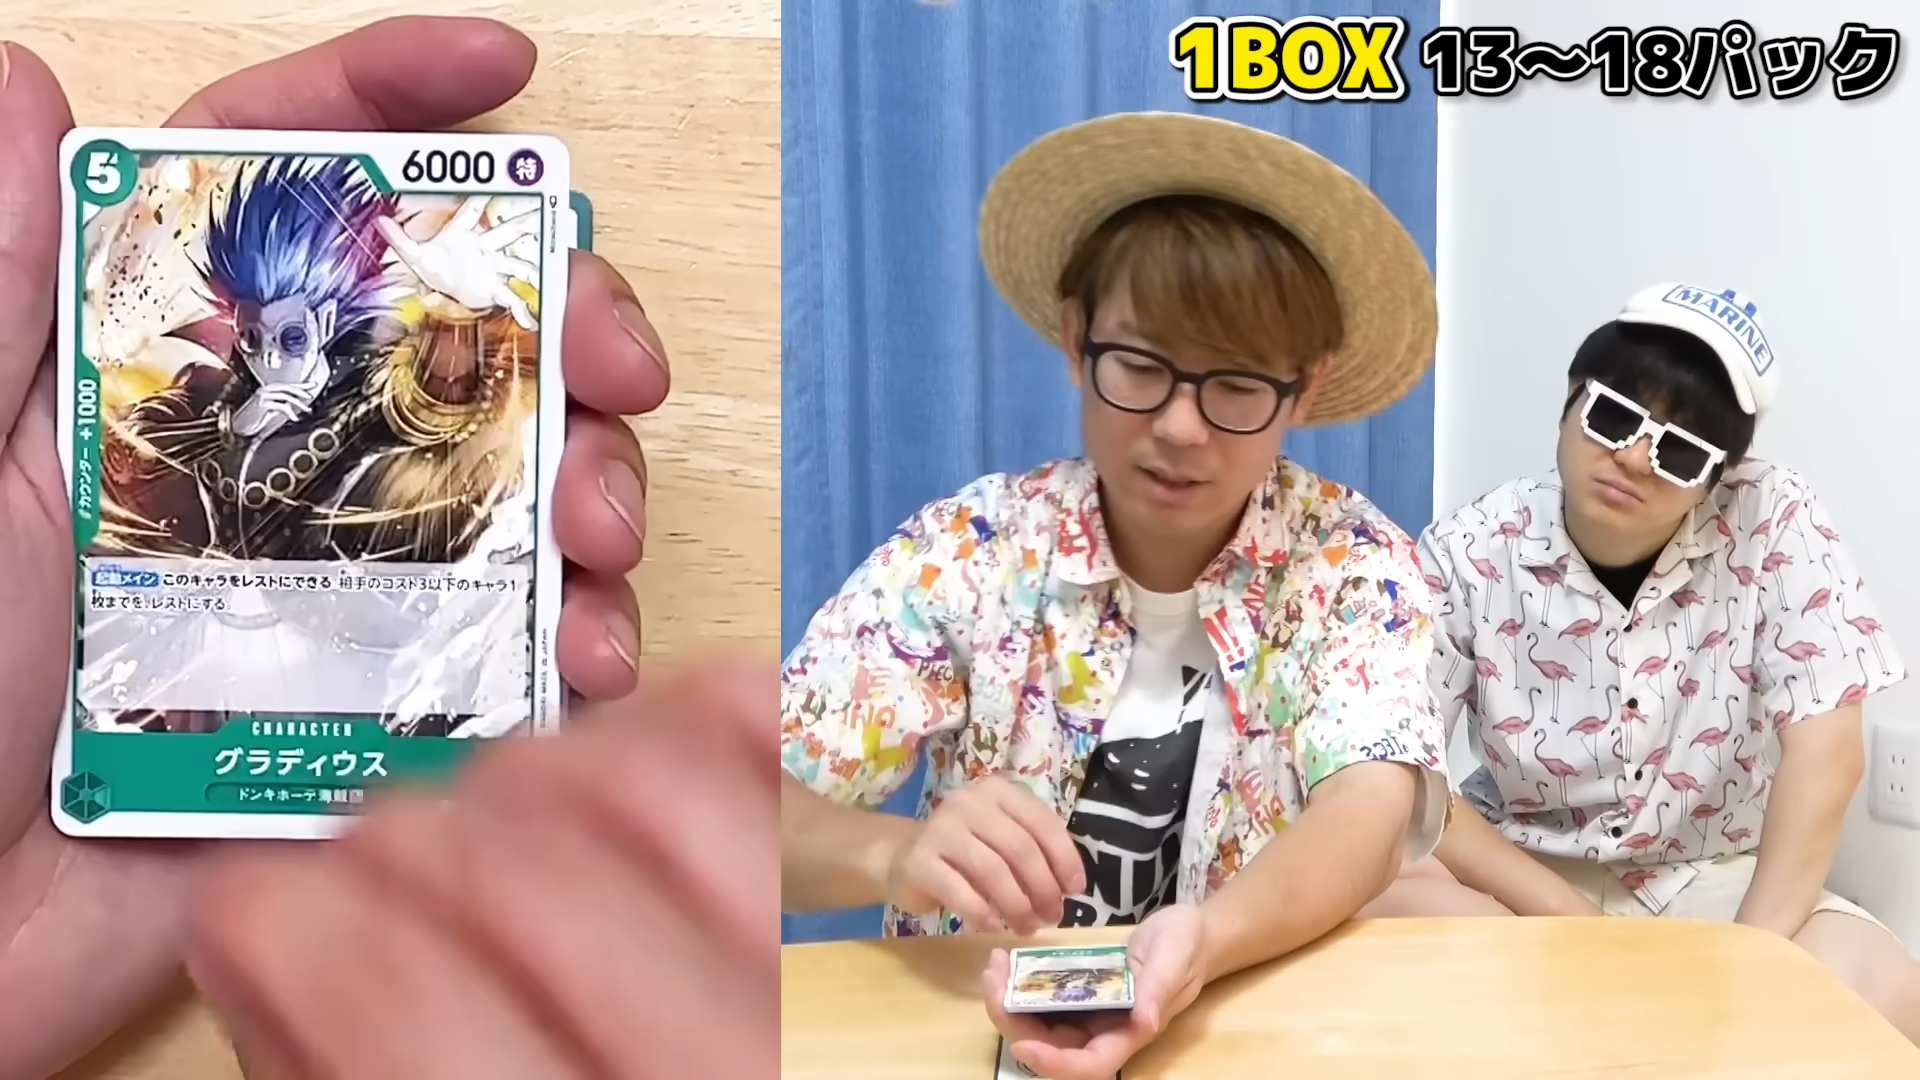 1BOX 13～18パック
5
6000 特
カウンター +1000
起動メイン このキャラをレストにできる:相手のコスト3以下のキャラ1
枚までを、レストにする。
CHARACTER
グラディウス
ドンキホーテ海賊団
MARINE